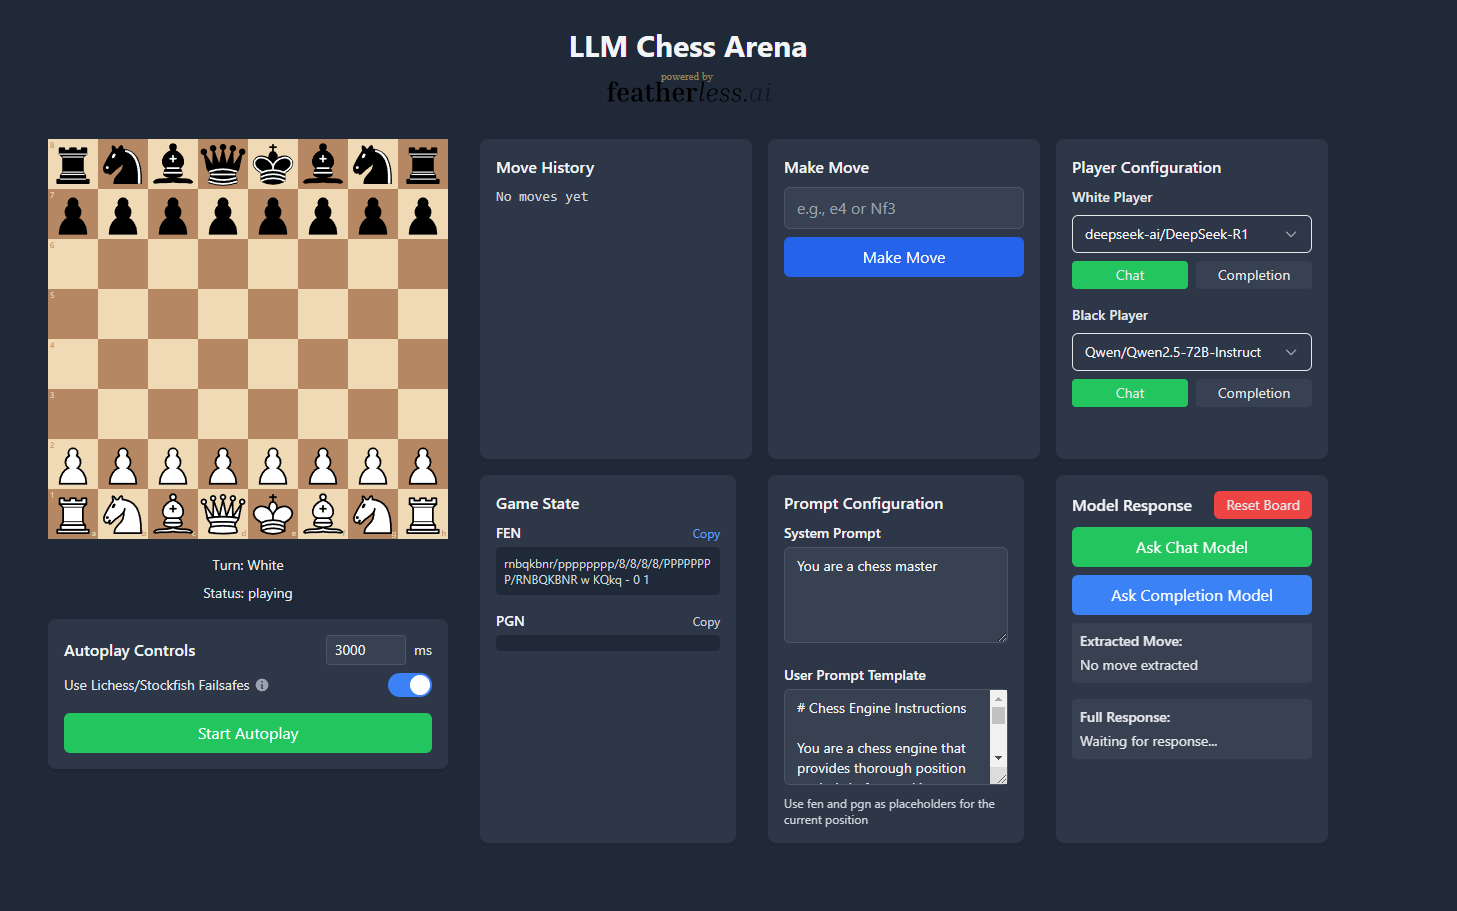 LLM Chess Arena
powered by
featherless.ai
8
7
6
5
4
3
2
1
a
b
c
d
e
f
g
h
Turn: White
Status: playing
Autoplay Controls
3000
ms
Use Lichess/Stockfish Failsafes
Start Autoplay
Move History
No moves yet
Make Move
e.g., e4 or Nf3
Make Move
Player Configuration
White Player
deepseek-ai/DeepSeek-R1
Chat
Completion
Black Player
Qwen/Qwen2.5-72B-Instruct
Chat
Completion
Game State
FEN
Copy
rnbqkbnr/pppppppp/8/8/8/8/PPPPPPP
P/RNBQKBNR w KQkq - 0 1
PGN
Copy
Prompt Configuration
System Prompt
You are a chess master
User Prompt Template
# Chess Engine Instructions
You are a chess engine that
provides thorough position
Use fen and pgn as placeholders for the
current position
Model Response
Reset Board
Ask Chat Model
Ask Completion Model
Extracted Move:
No move extracted
Full Response:
Waiting for response...